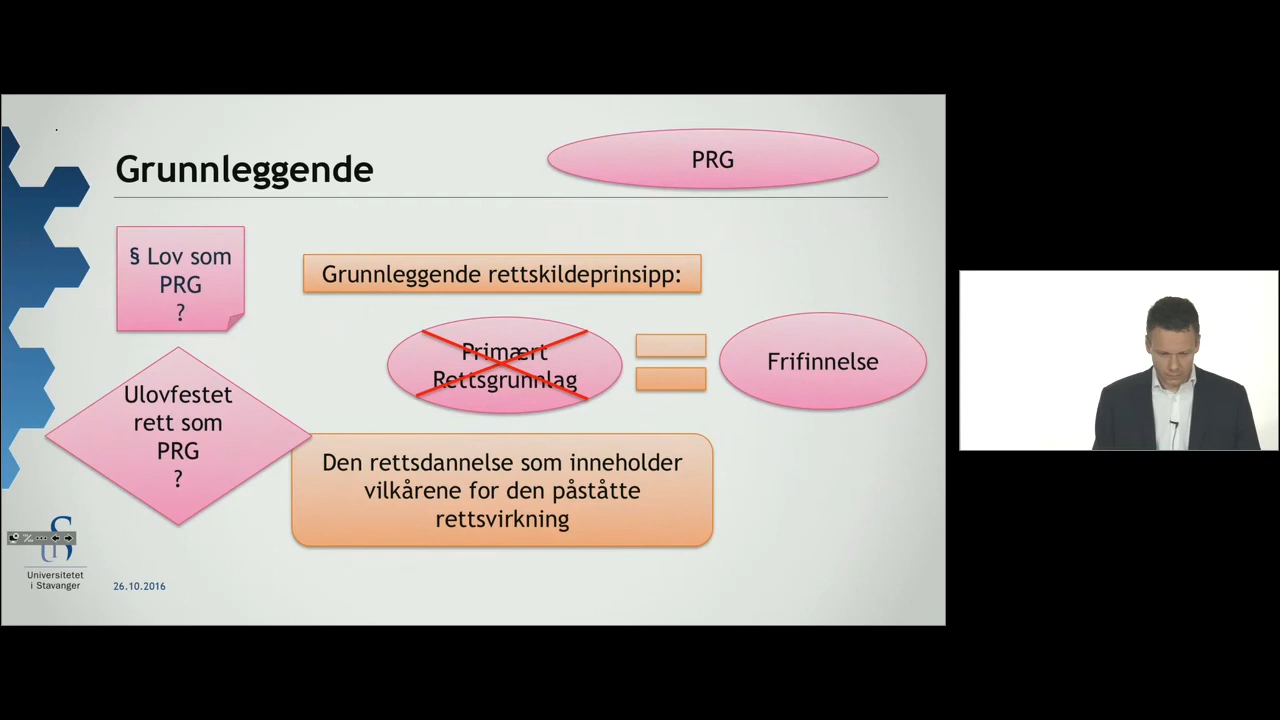 Grunnleggende
PRG
§ Lov som
PRG
?
Grunnleggende rettskildeprinsipp:
Primært
Rettsgrunnlag
Frifinnelse
Ulovfestet
rett som
PRG
?
Den rettsdannelse som inneholder
vilkårene for den påståtte
rettsvirkning
Universitetet
i Stavanger
26.10.2016